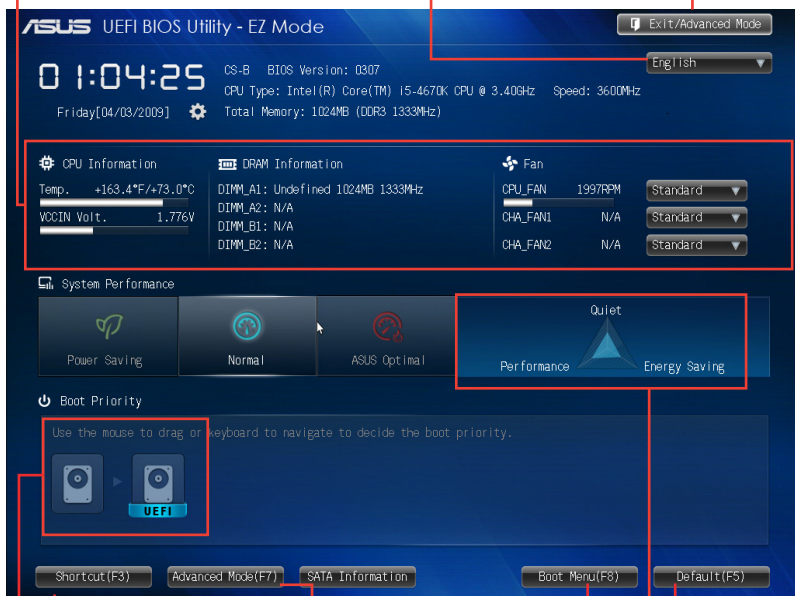 ASUS UEFI BIOS Utility - EZ Mode
Exit/Advanced Mode
English
01:04:25
Friday[04/03/2009]
CS-B BIOS Version: 0307
CPU Type: Intel(R) Core(TM) i5-4670K CPU @ 3.40GHz Speed: 3600MHz
Total Memory: 1024MB (DDR3 1333MHz)
CPU Information
Temp. +163.4°F/+73.0°C
VCCIN Volt. 1.776V
DRAM Information
DIMM_A1: Undefined 1024MB 1333MHz
DIMM_A2: N/A
DIMM_B1: N/A
DIMM_B2: N/A
Fan
CPU_FAN 1997RPM Standard
CHA_FAN1 N/A Standard
CHA_FAN2 N/A Standard
System Performance
Power Saving
Normal
ASUS Optimal
Quiet
Performance
Energy Saving
Boot Priority
Use the mouse to drag or keyboard to navigate to decide the boot priority.
UEFI
Shortcut(F3)
Advanced Mode(F7)
SATA Information
Boot Menu(F8)
Default(F5)